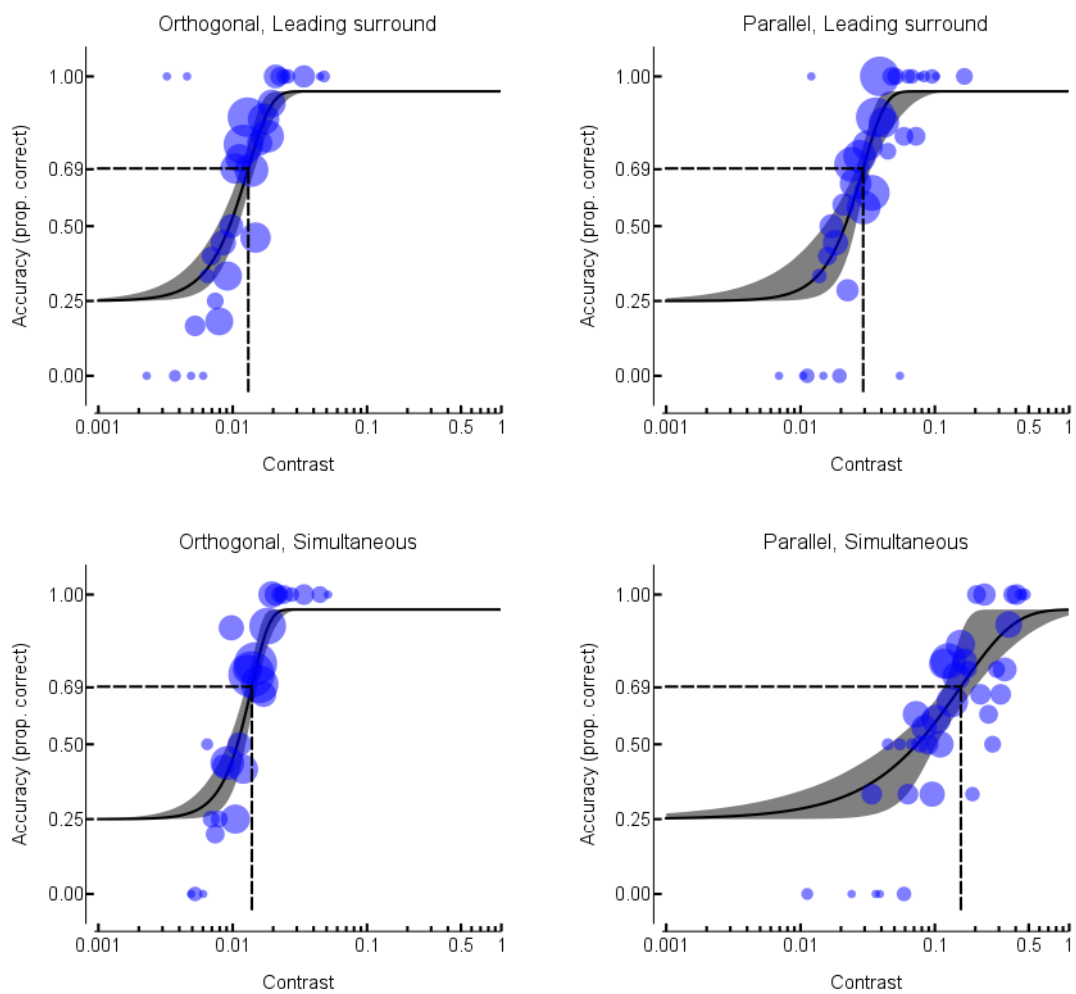 Orthogonal, Leading surround
Accuracy (prop. correct)
1.00
0.69
0.50
0.25
0.00
0.001 0.01 0.1 0.5 1
Contrast
Parallel, Leading surround
Accuracy (prop. correct)
1.00
0.69
0.50
0.25
0.00
0.001 0.01 0.1 0.5 1
Contrast
Orthogonal, Simultaneous
Accuracy (prop. correct)
1.00
0.69
0.50
0.25
0.00
0.001 0.01 0.1 0.5 1
Contrast
Parallel, Simultaneous
Accuracy (prop. correct)
1.00
0.69
0.50
0.25
0.00
0.001 0.01 0.1 0.5 1
Contrast